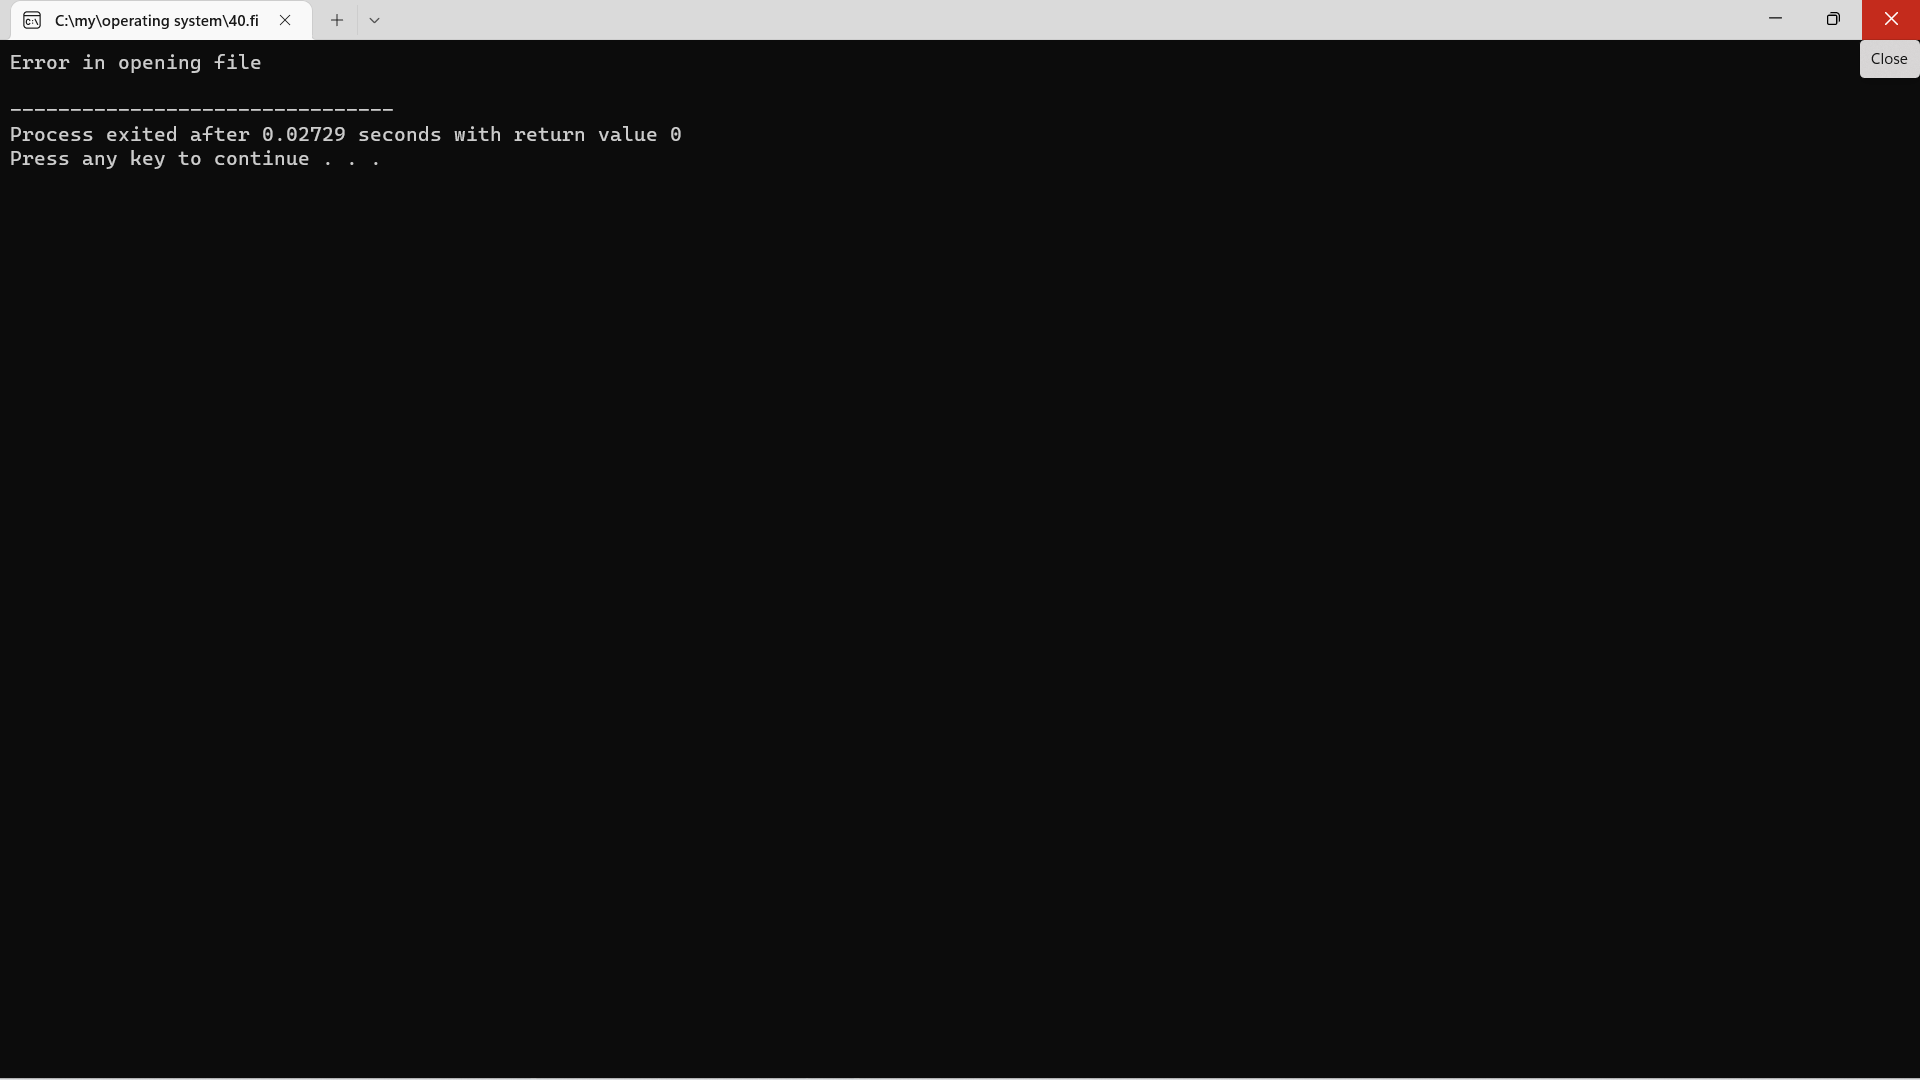 C:\my\operating system\40.fi
Close
Error in opening file
--------------------------------
Process exited after 0.02729 seconds with return value 0
Press any key to continue . . .